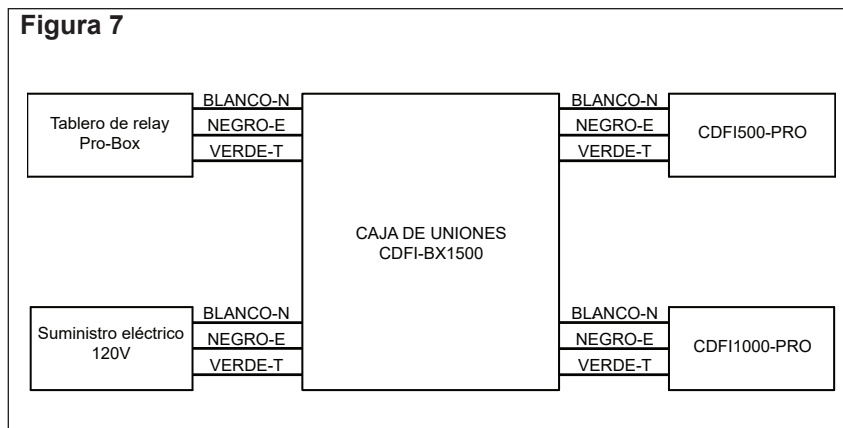 Figura 7
Tablero de relay
Pro-Box
BLANCO-N
NEGRO-E
VERDE-T
CAJA DE UNIONES
CDFI-BX1500
BLANCO-N
NEGRO-E
VERDE-T
CDFI500-PRO
Suministro eléctrico
120V
BLANCO-N
NEGRO-E
VERDE-T
BLANCO-N
NEGRO-E
VERDE-T
CDFI1000-PRO